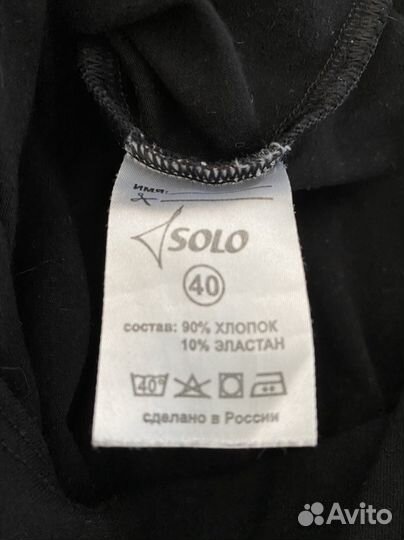 имя:
SOLO
40
состав: 90% ХЛОПОК
10% ЭЛАСТАН
40°
сделано в России
Avito